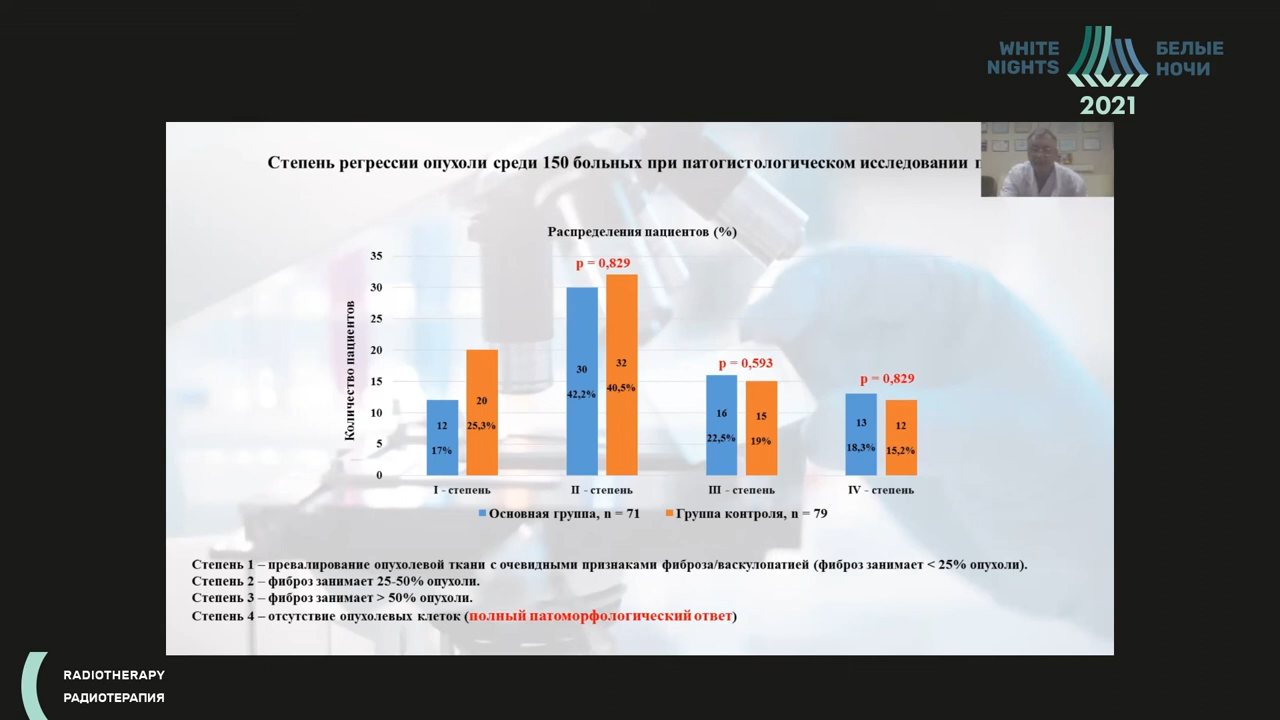 WHITE NIGHTS
БЕЛЫЕ НОЧИ
2021
Степень регрессии опухоли среди 150 больных при патогистологическом исследовании
Распределения пациентов (%)
Количество пациентов
35
30
25
20
15
10
5
0
p = 0,829
p = 0,593
p = 0,829
12
17%
20
25,3%
30
42,2%
32
40,5%
16
22,5%
15
19%
13
18,3%
12
15,2%
I - степень
II - степень
III - степень
IV - степень
Основная группа, n = 71
Группа контроля, n = 79
Степень 1 – превалирование опухолевой ткани с очевидными признаками фиброза/васкулопатией (фиброз занимает < 25% опухоли).
Степень 2 – фиброз занимает 25-50% опухоли.
Степень 3 – фиброз занимает > 50% опухоли.
Степень 4 – отсутствие опухолевых клеток (полный патоморфологический ответ)
RADIOTHERAPY
РАДИОТЕРАПИЯ